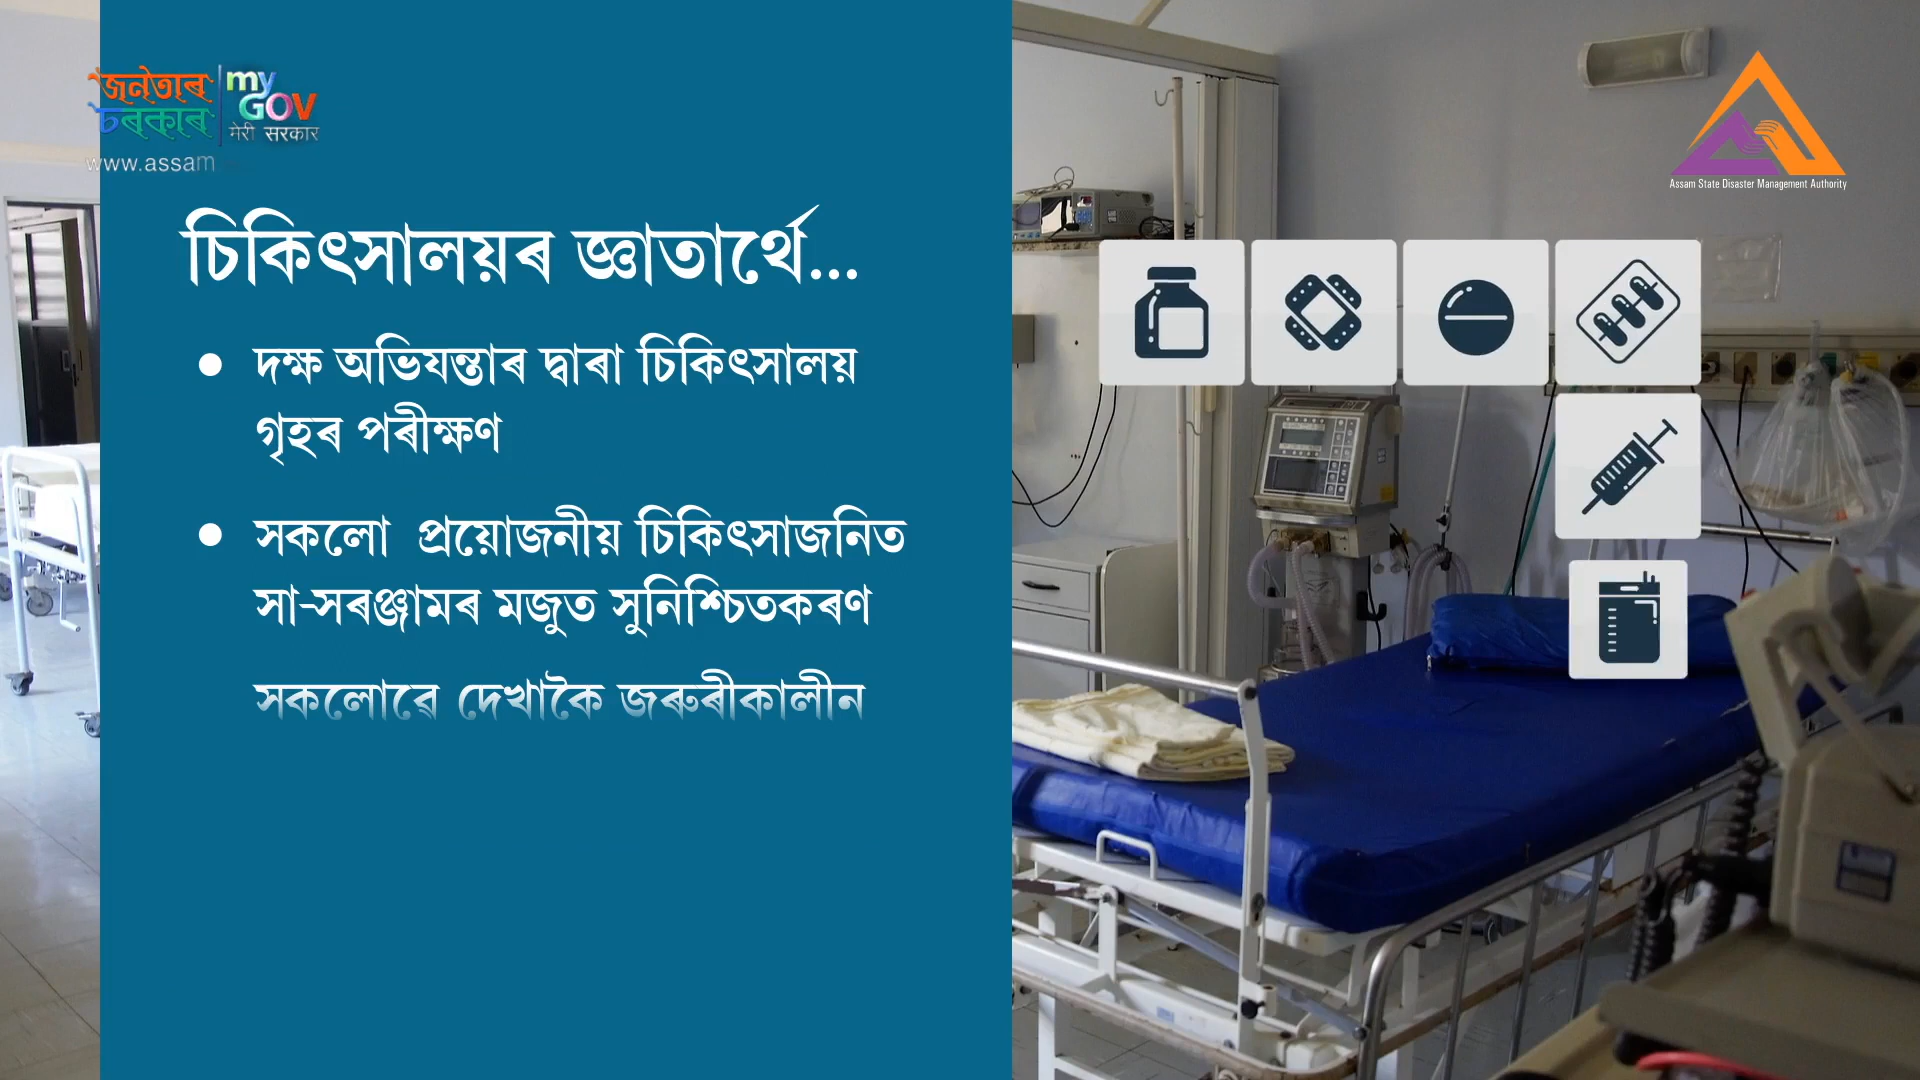 জনতাৰ
চৰকাৰ
my
GOV
मेरी सरकार
www.assam
Assam State Disaster Management Authority
চিকিৎসালয়ৰ জ্ঞাতাৰ্থে...
• দক্ষ অভিযন্তাৰ দ্বাৰা চিকিৎসালয়
গৃহৰ পৰীক্ষণ
• সকলো প্ৰয়োজনীয় চিকিৎসাজনিত
সা-সৰঞ্জামৰ মজুত সুনিশ্চিতকৰণ
সকলোৱে দেখাকৈ জৰুৰীকালীন